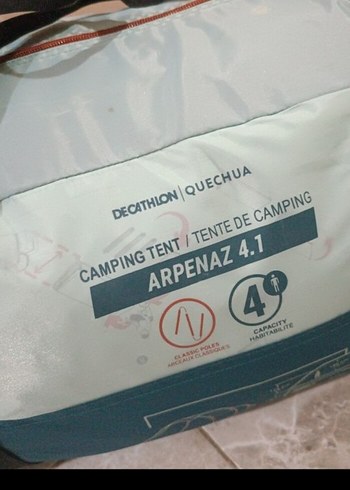 DECATHLON | QUECHUA
CAMPING TENT / TENTE DE CAMPING
ARPENAZ 4.1
4
CLASSIC POLES
ARCEAUX CLASSIQUES
CAPACITY
HABITABILITÉ